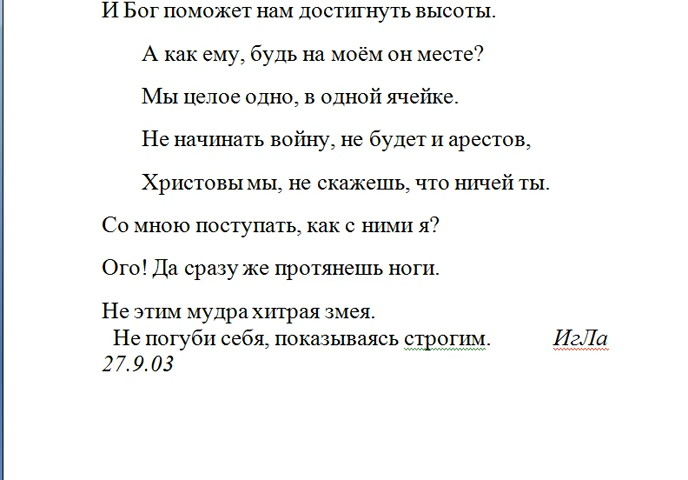 И Бог поможет нам достигнуть высоты.
А как ему, будь на моём он месте?
Мы целое одно, в одной ячейке.
Не начинать войну, не будет и арестов,
Христовы мы, не скажешь, что ничей ты.
Со мною поступать, как с ними я?
Ого! Да сразу же протянешь ноги.
Не этим мудра хитрая змея.
Не погуби себя, показываясь строгим. ИгЛа
27.9.03